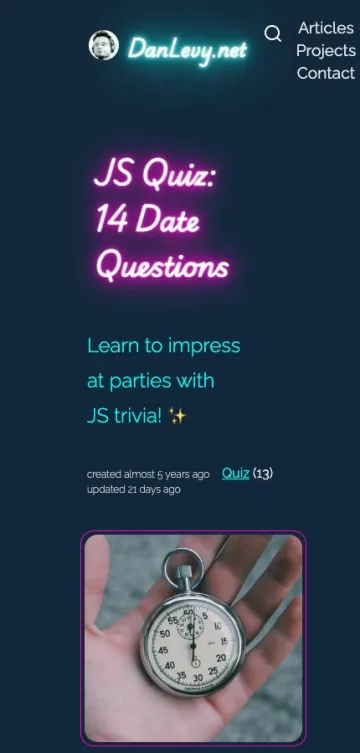 DanLevy.net
Articles
Projects
Contact
JS Quiz:
14 Date
Questions
Learn to impress
at parties with
JS trivia! ✨
created almost 5 years ago Quiz (13)
updated 21 days ago
60
5
10
15
20
25
30
35
40
45
50
55